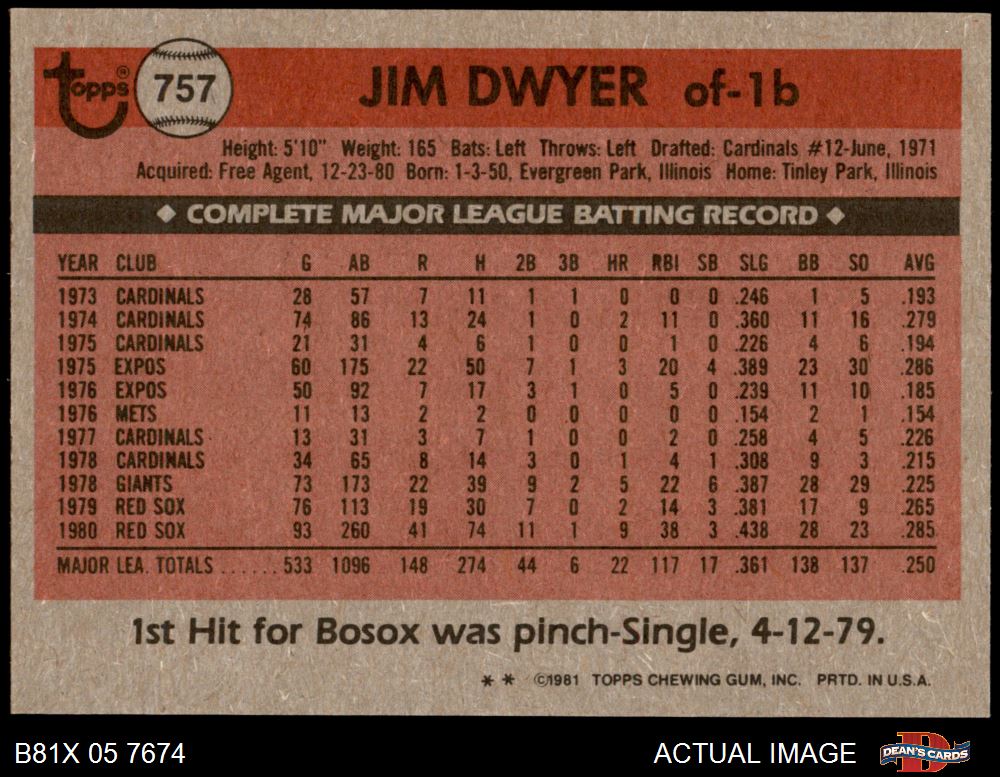 topps® 757 JIM DWYER of-1b
Height: 5'10" Weight: 165 Bats: Left Throws: Left Drafted: Cardinals #12-June, 1971
Acquired: Free Agent, 12-23-80 Born: 1-3-50, Evergreen Park, Illinois Home: Tinley Park, Illinois
◆ COMPLETE MAJOR LEAGUE BATTING RECORD ◆
YEAR CLUB G AB R H 2B 3B HR RBI SB SLG BB SO AVG
1973 CARDINALS 28 57 7 11 1 1 0 0 0 .246 1 5 .193
1974 CARDINALS 74 86 13 24 1 0 2 11 0 .360 11 16 .279
1975 CARDINALS 21 31 4 6 1 0 0 1 0 .226 4 6 .194
1975 EXPOS 60 175 22 50 7 1 3 20 4 .389 23 30 .286
1976 EXPOS 50 92 7 17 3 1 0 5 0 .239 11 10 .185
1976 METS 11 13 2 2 0 0 0 0 0 .154 2 1 .154
1977 CARDINALS 13 31 3 7 1 0 0 2 0 .258 4 5 .226
1978 CARDINALS 34 65 8 14 3 0 1 4 1 .308 9 3 .215
1978 GIANTS 73 173 22 39 9 2 5 22 6 .387 28 29 .225
1979 RED SOX 76 113 19 30 7 0 2 14 3 .381 17 9 .265
1980 RED SOX 93 260 41 74 11 1 9 38 3 .438 28 23 .285
MAJOR LEA. TOTALS ......533 1096 148 274 44 6 22 117 17 .361 138 137 .250
1st Hit for Bosox was pinch-Single, 4-12-79.
** ©1981 TOPPS CHEWING GUM, INC. PRTD. IN U.S.A.
B81X 05 7674 ACTUAL IMAGE DEAN'S CARDS